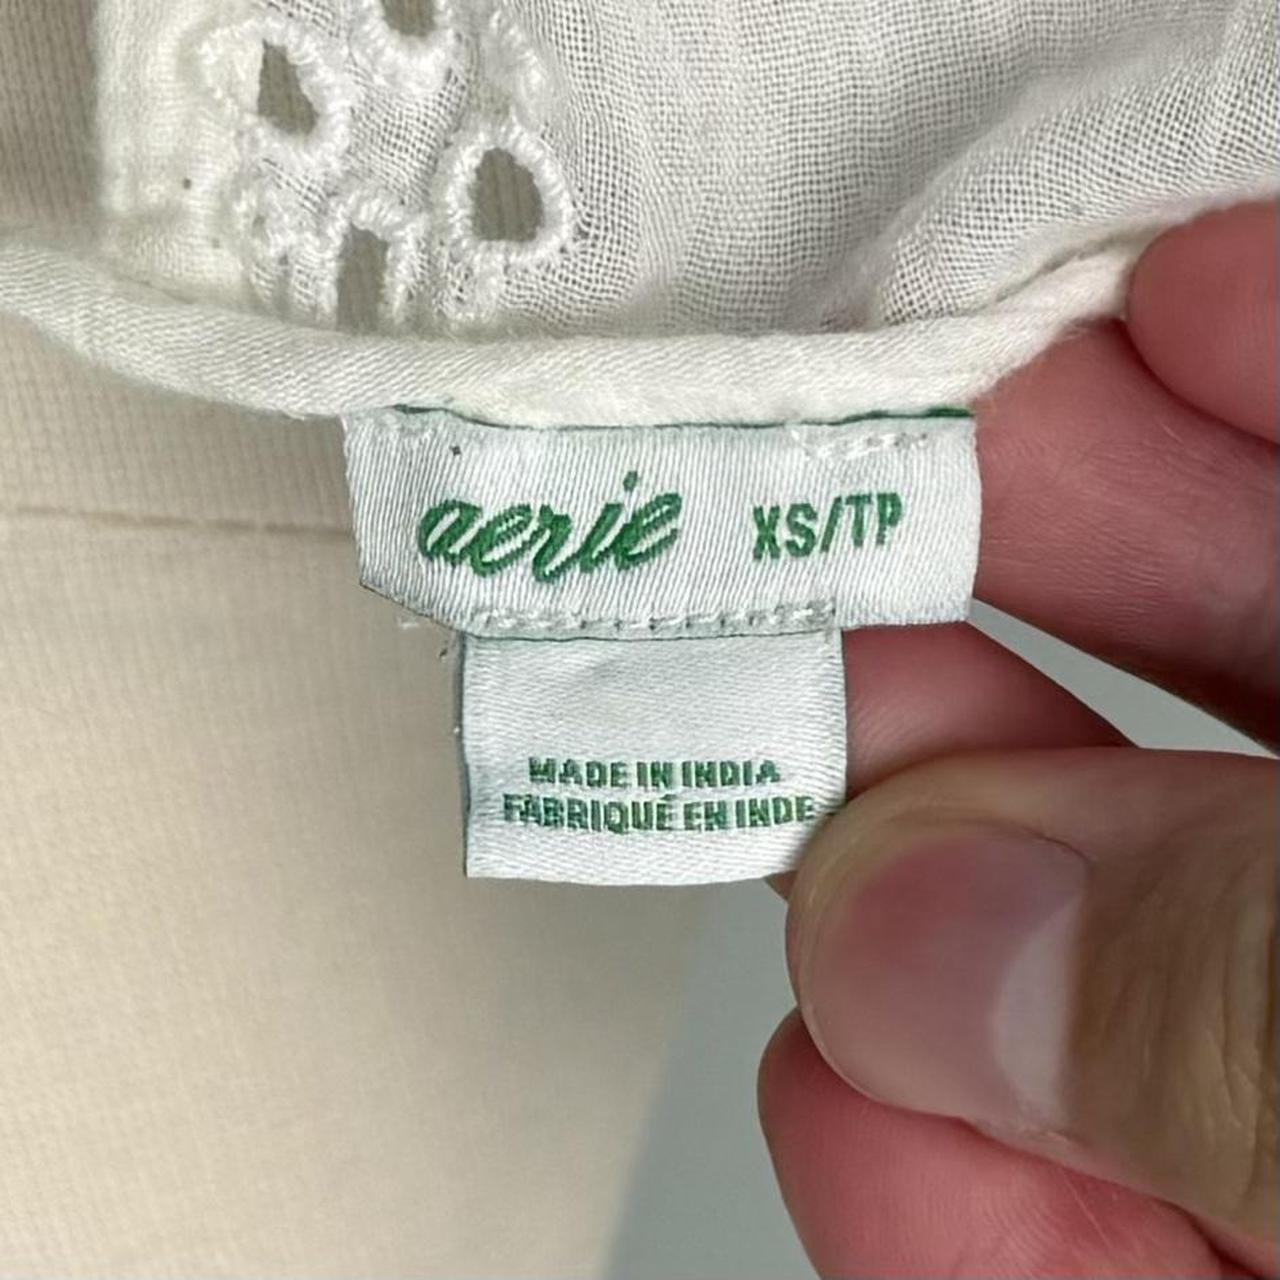 aerie XS/TP
MADE IN INDIA
FABRIQUÉ EN INDE